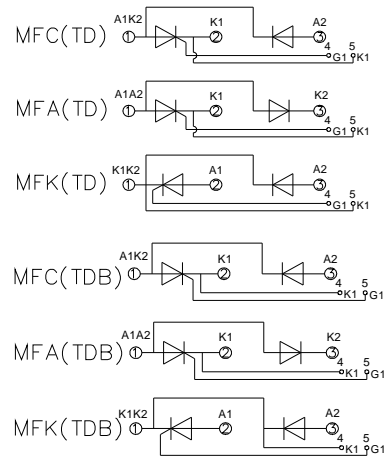 MFC(TD) A1K2 1 K1 2 A2 3 4 G1 5 K1
MFA(TD) A1A2 1 K1 2 K2 3 4 G1 5 K1
MFK(TD) K1K2 1 A1 2 A2 3 4 G1 5 K1
MFC(TDB) A1K2 1 K1 2 A2 3 4 K1 5 G1
MFA(TDB) A1A2 1 K1 2 K2 3 4 K1 5 G1
MFK(TDB) K1K2 1 A1 2 A2 3 4 K1 5 G1